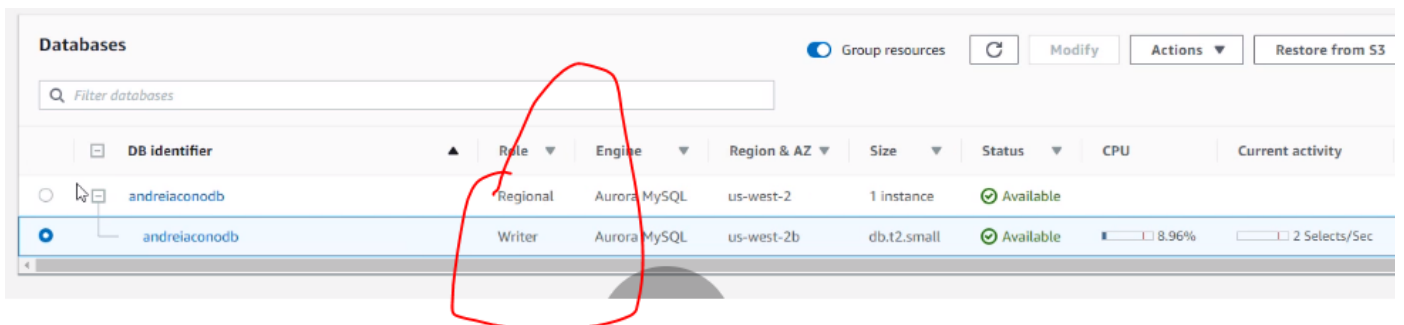 Databases Group resources Modify Actions Restore from S3
Filter databases
DB identifier Role Engine Region & AZ Size Status CPU Current activity
andreiaconodb Regional Aurora MySQL us-west-2 1 instance Available
andreiaconodb Writer Aurora MySQL us-west-2b db.t2.small Available 8.96% 2 Selects/Sec